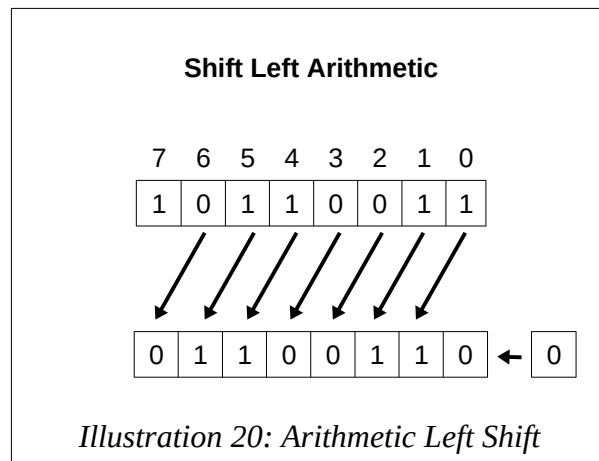 Shift Left Arithmetic
7 6 5 4 3 2 1 0
1 0 1 1 0 0 1 1
0 1 1 0 0 1 1 0 0
Illustration 20: Arithmetic Left Shift